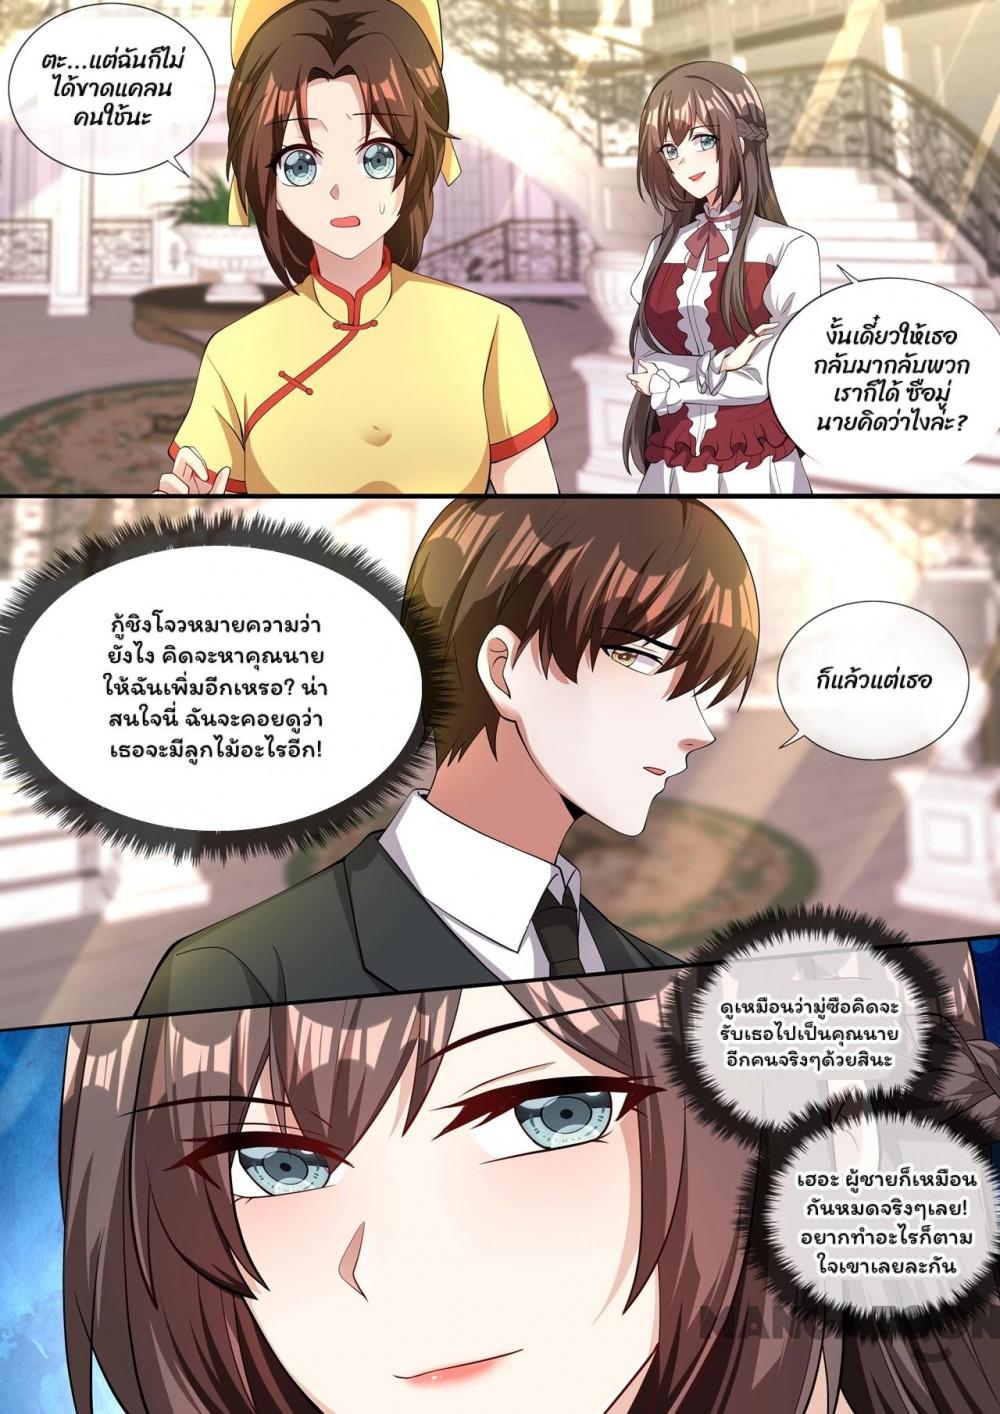 ตะ...แต่ฉันก็ไม่
ได้ขาดแคลน
คนใช้นะ
งั้นเดี๋ยวให้เธอ
กลับมากลับพวก
เราก็ได้ ซือมู่
นายคิดว่าไงล่ะ?
กู้ชิงโจวหมายความว่า
ยังไง คิดจะหาคุณนาย
ให้ฉันเพิ่มอีกเหรอ? น่า
สนใจนี่ ฉันจะคอยดูว่า
เธอจะมีลูกไม้อะไรอีก!
ก็แล้วแต่เธอ
ดูเหมือนว่ามู่ซือคิดจะ
รับเธอไปเป็นคุณนาย
อีกคนจริงๆด้วยสินะ
เฮอะ ผู้ชายก็เหมือน
กันหมดจริงๆเลย!
อยากทำอะไรก็ตาม
ใจเขาเลยละกัน
MANGATOON